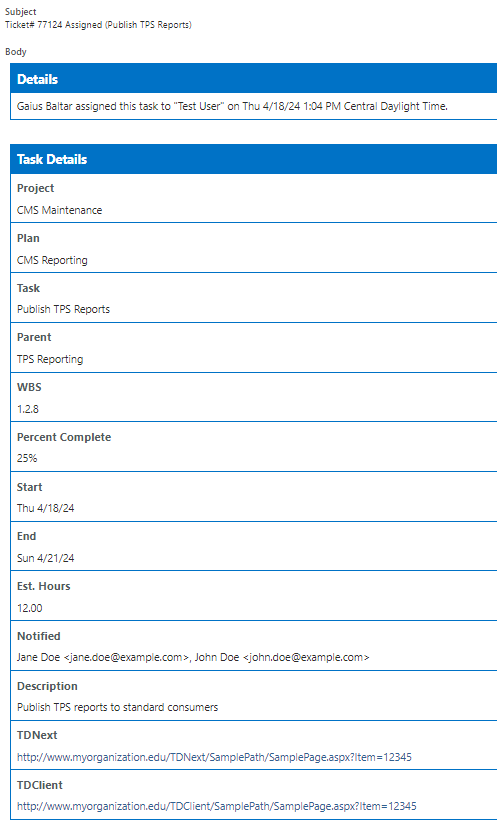 Subject
Ticket# 77124 Assigned (Publish TPS Reports)
Body
Details
Gaius Baltar assigned this task to "Test User" on Thu 4/18/24 1:04 PM Central Daylight Time.
Task Details
Project
CMS Maintenance
Plan
CMS Reporting
Task
Publish TPS Reports
Parent
TPS Reporting
WBS
1.2.8
Percent Complete
25%
Start
Thu 4/18/24
End
Sun 4/21/24
Est. Hours
12.00
Notified
Jane Doe <jane.doe@example.com>, John Doe <john.doe@example.com>
Description
Publish TPS reports to standard consumers
TDNext
http://www.myorganization.edu/TDNext/SamplePath/SamplePage.aspx?Item=12345
TDClient
http://www.myorganization.edu/TDClient/SamplePath/SamplePage.aspx?Item=12345